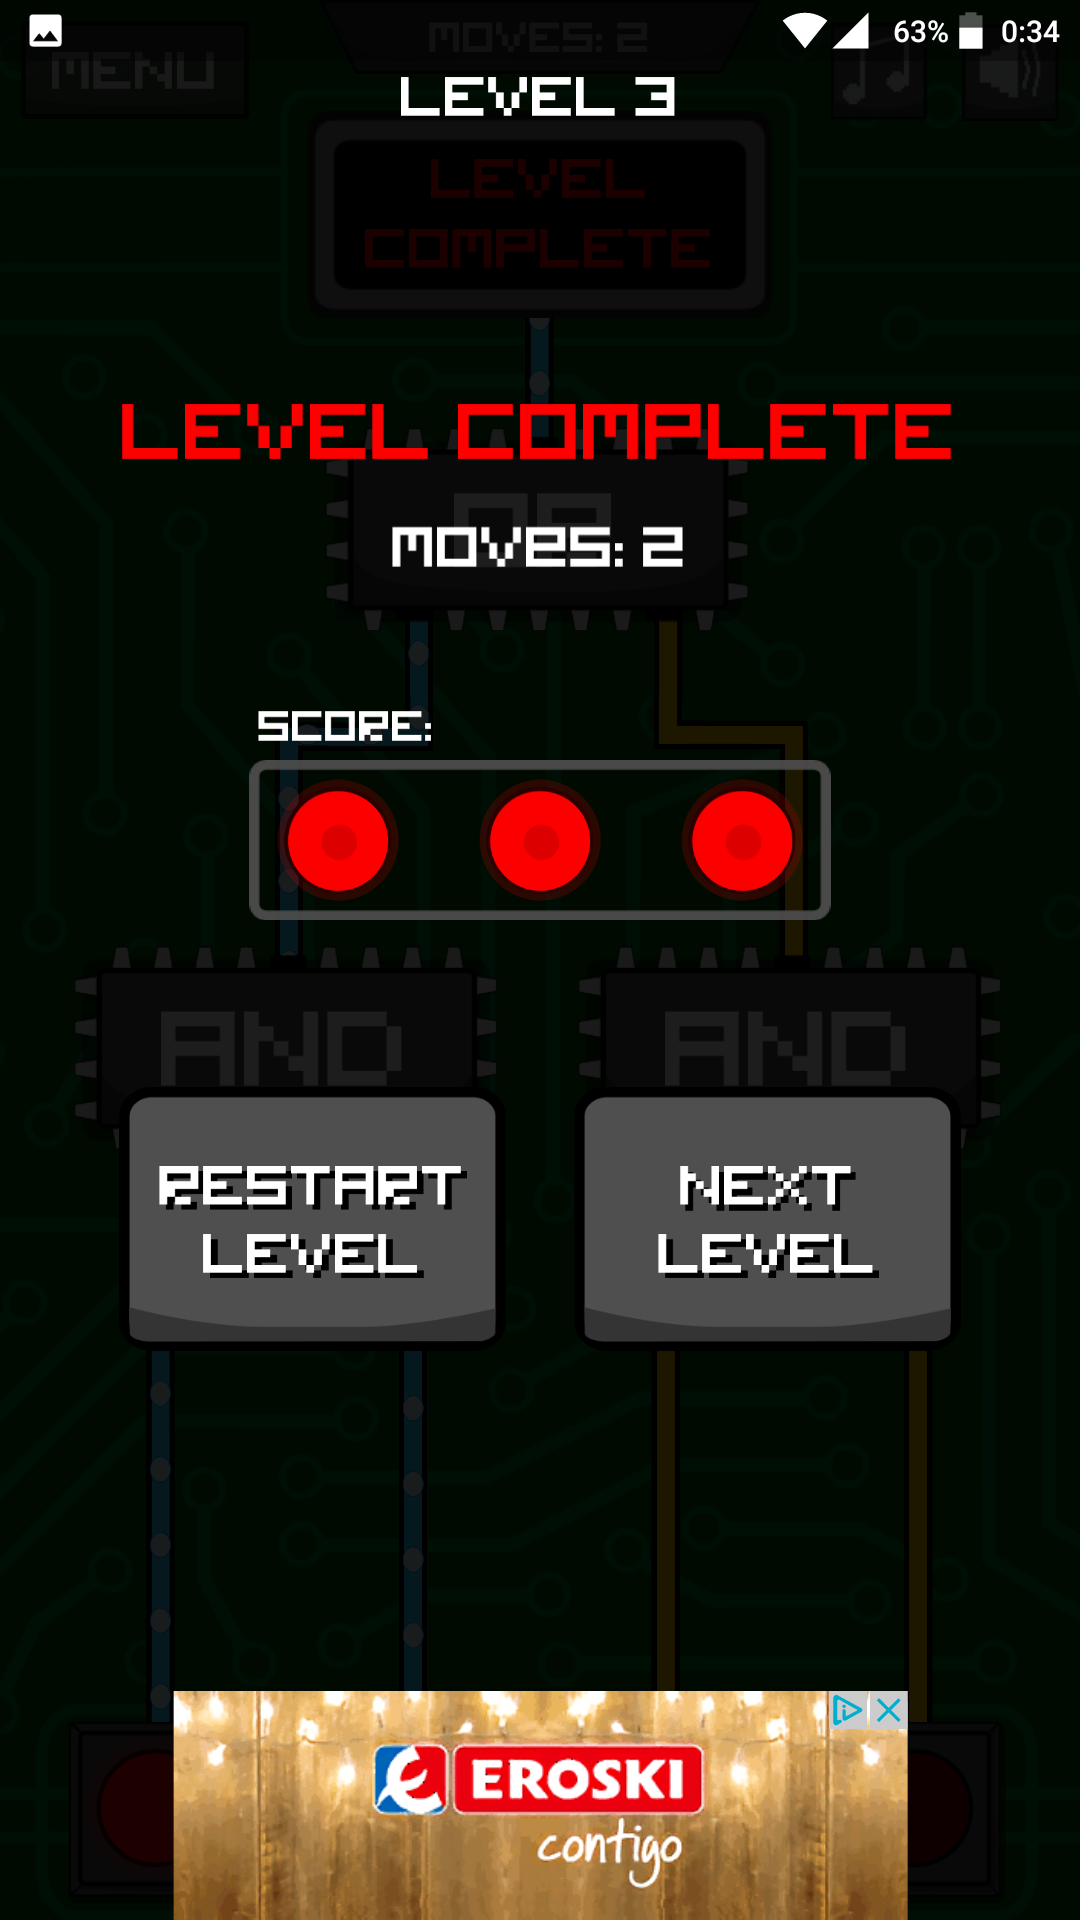 63% 0:34
MOVES: 2
MENU
LEVEL 3
LEVEL
COMPLETE
LEVEL COMPLETE
OR
MOVES: 2
SCORE:
AND AND
RESTART
LEVEL
NEXT
LEVEL
EROSKI
contigo